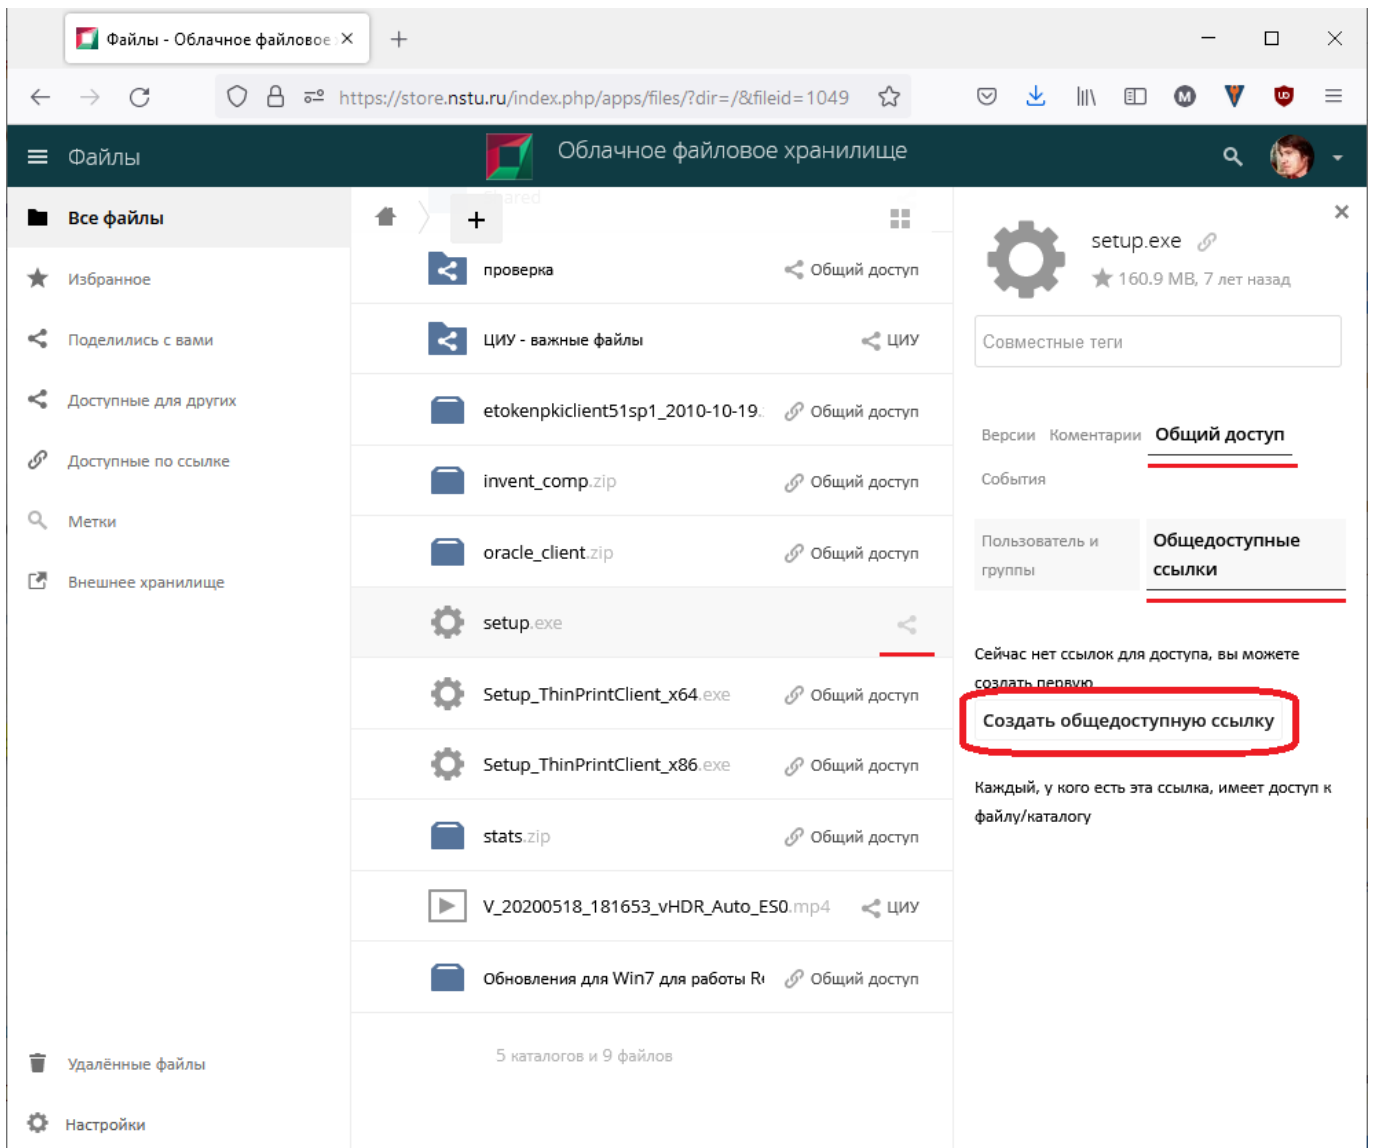 Файлы - Облачное файловое
https://store.nstu.ru/index.php/apps/files/?dir=/&fileid=1049
Файлы
Облачное файловое хранилище
Все файлы
Избранное
Поделились с вами
Доступные для других
Доступные по ссылке
Метки
Внешнее хранилище
Удалённые файлы
Настройки
проверка
Общий доступ
ЦИУ - важные файлы
ЦИУ
etokenpkiclient51sp1_2010-10-19.
Общий доступ
invent_comp.zip
Общий доступ
oracle_client.zip
Общий доступ
setup.exe
Setup_ThinPrintClient_x64.exe
Общий доступ
Setup_ThinPrintClient_x86.exe
Общий доступ
stats.zip
Общий доступ
V_20200518_181653_vHDR_Auto_ES0.mp4
ЦИУ
Обновления для Win7 для работы
Общий доступ
5 каталогов и 9 файлов
setup.exe
160.9 MB, 7 лет назад
Совместные теги
Версии Коментарии Общий доступ
События
Пользователь и
группы
Общедоступные
ссылки
Сейчас нет ссылок для доступа, вы можете
создать первую
Создать общедоступную ссылку
Каждый, у кого есть эта ссылка, имеет доступ к
файлу/каталогу